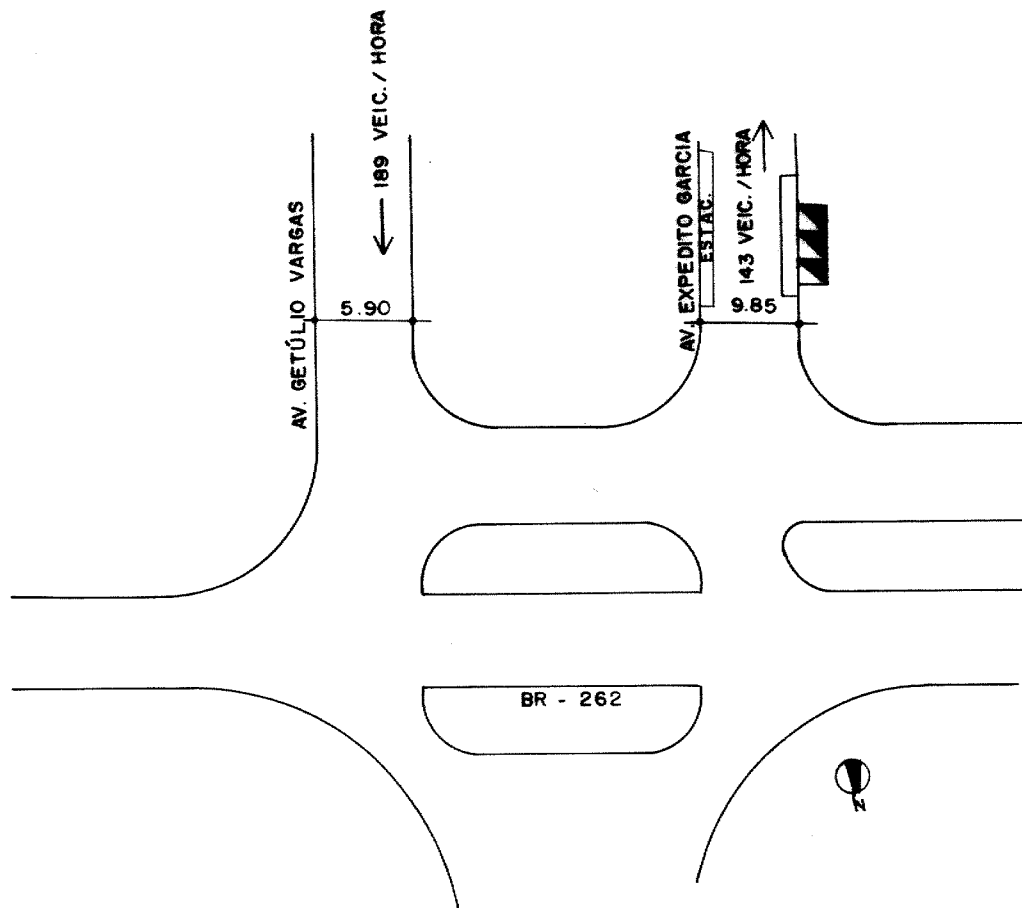 AV. GETÚLIO VARGAS
189 VEIC. / HORA
5.90
AV. EXPEDITO GARCIA
ESTAC.
143 VEIC. / HORA
9.85
BR - 262
N